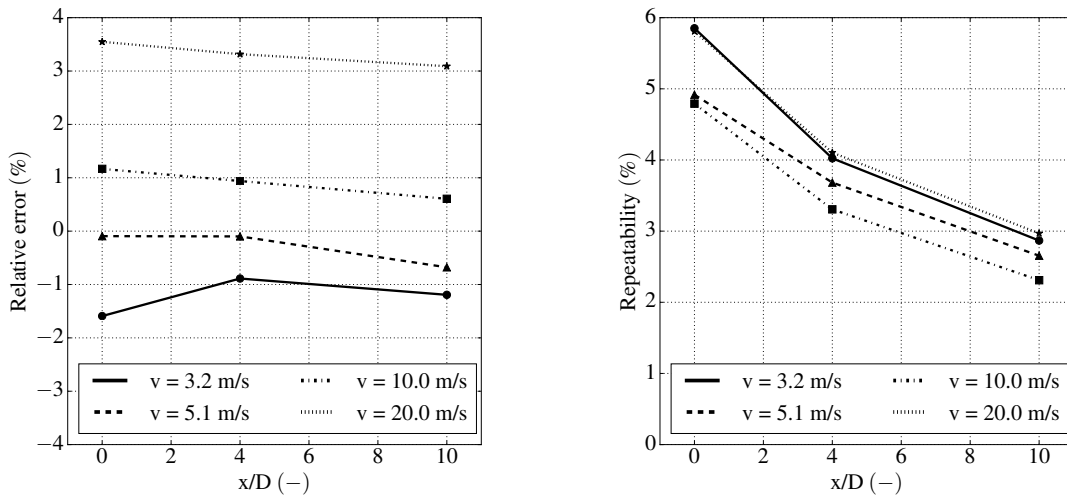 4
3
2
1
0
−1
−2
−3
−4
Relative error (%)
v = 3.2 m/s
v = 10.0 m/s
v = 5.1 m/s
v = 20.0 m/s
0 2 4 6 8 10
x/D (−)
6
5
4
3
2
1
0
Repeatability (%)
v = 3.2 m/s
v = 10.0 m/s
v = 5.1 m/s
v = 20.0 m/s
0 2 4 6 8 10
x/D (−)